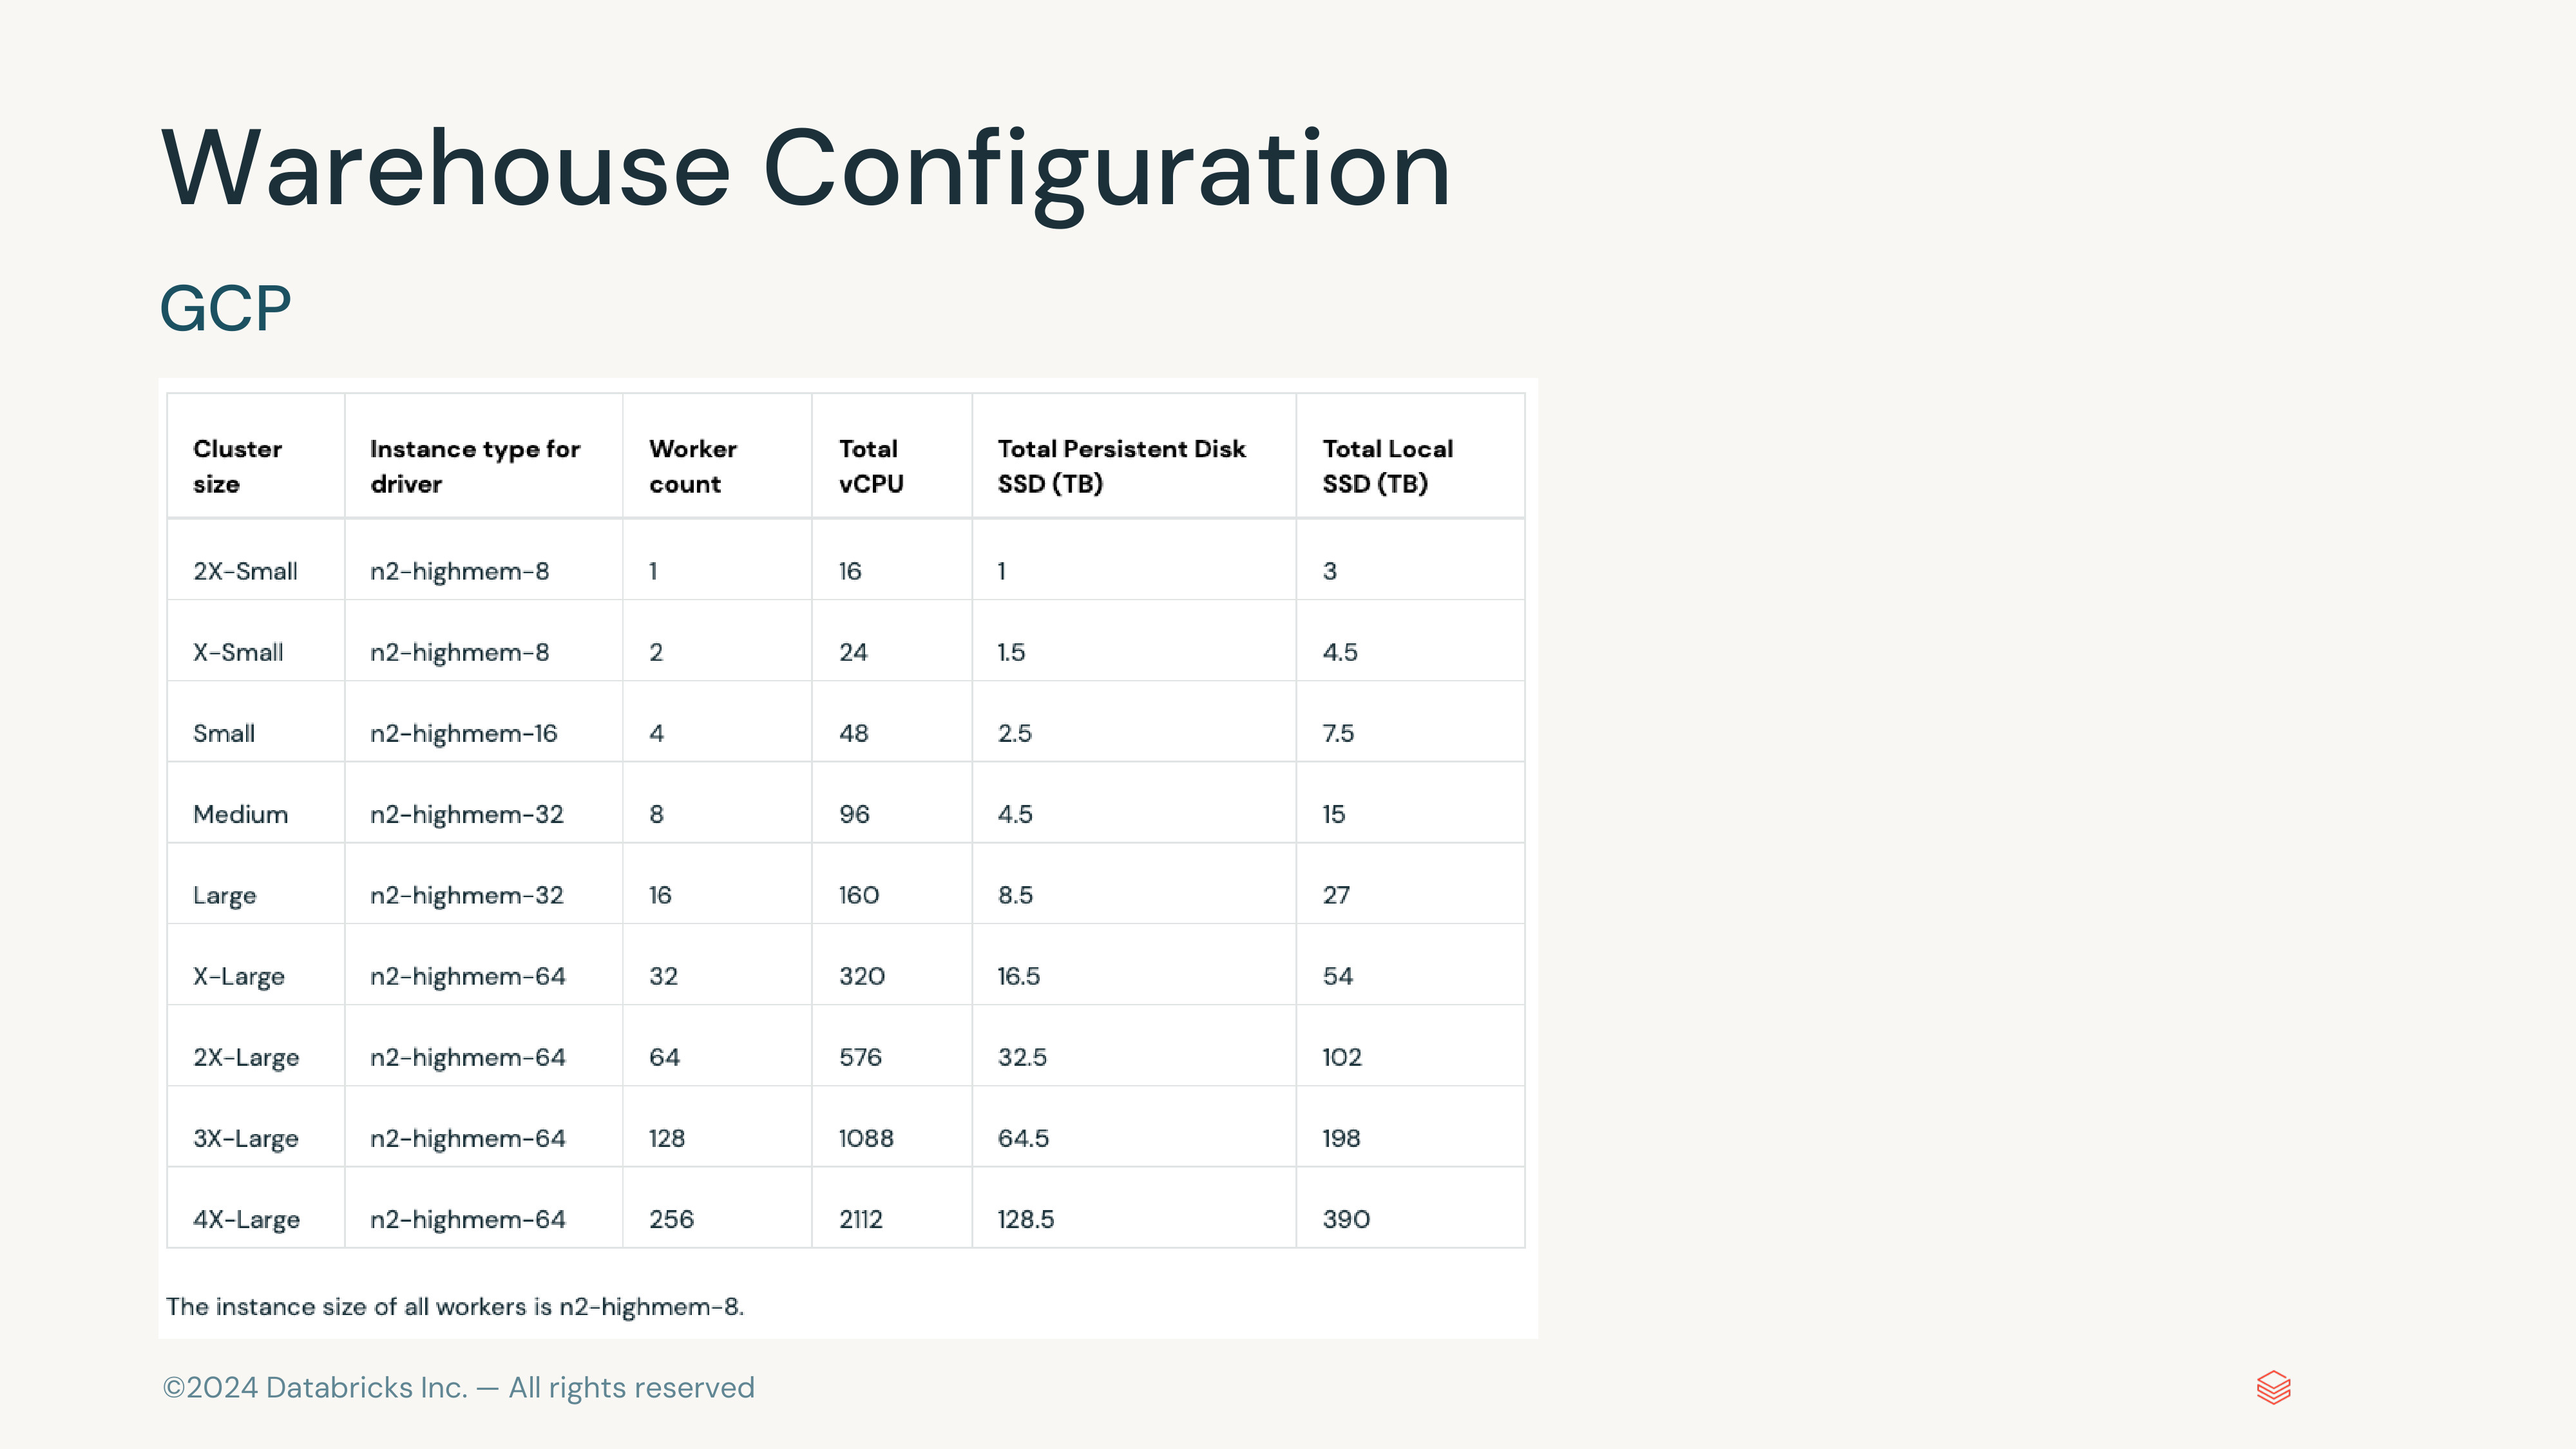 Warehouse Configuration
GCP
Cluster size | Instance type for driver | Worker count | Total vCPU | Total Persistent Disk SSD (TB) | Total Local SSD (TB)
2X-Small | n2-highmem-8 | 1 | 16 | 1 | 3
X-Small | n2-highmem-8 | 2 | 24 | 1.5 | 4.5
Small | n2-highmem-16 | 4 | 48 | 2.5 | 7.5
Medium | n2-highmem-32 | 8 | 96 | 4.5 | 15
Large | n2-highmem-32 | 16 | 160 | 8.5 | 27
X-Large | n2-highmem-64 | 32 | 320 | 16.5 | 54
2X-Large | n2-highmem-64 | 64 | 576 | 32.5 | 102
3X-Large | n2-highmem-64 | 128 | 1088 | 64.5 | 198
4X-Large | n2-highmem-64 | 256 | 2112 | 128.5 | 390
The instance size of all workers is n2-highmem-8.
©2024 Databricks Inc. — All rights reserved